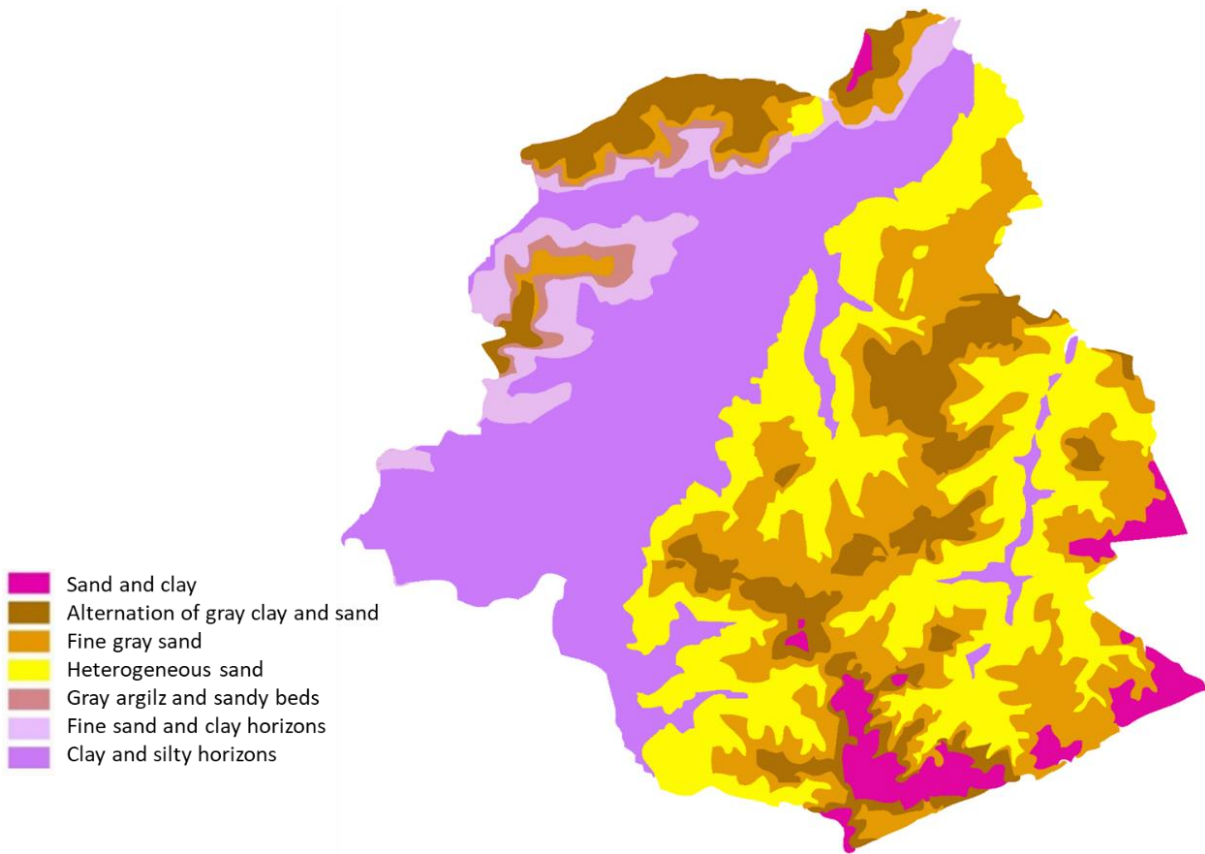 Sand and clay
Alternation of gray clay and sand
Fine gray sand
Heterogeneous sand
Gray argilz and sandy beds
Fine sand and clay horizons
Clay and silty horizons